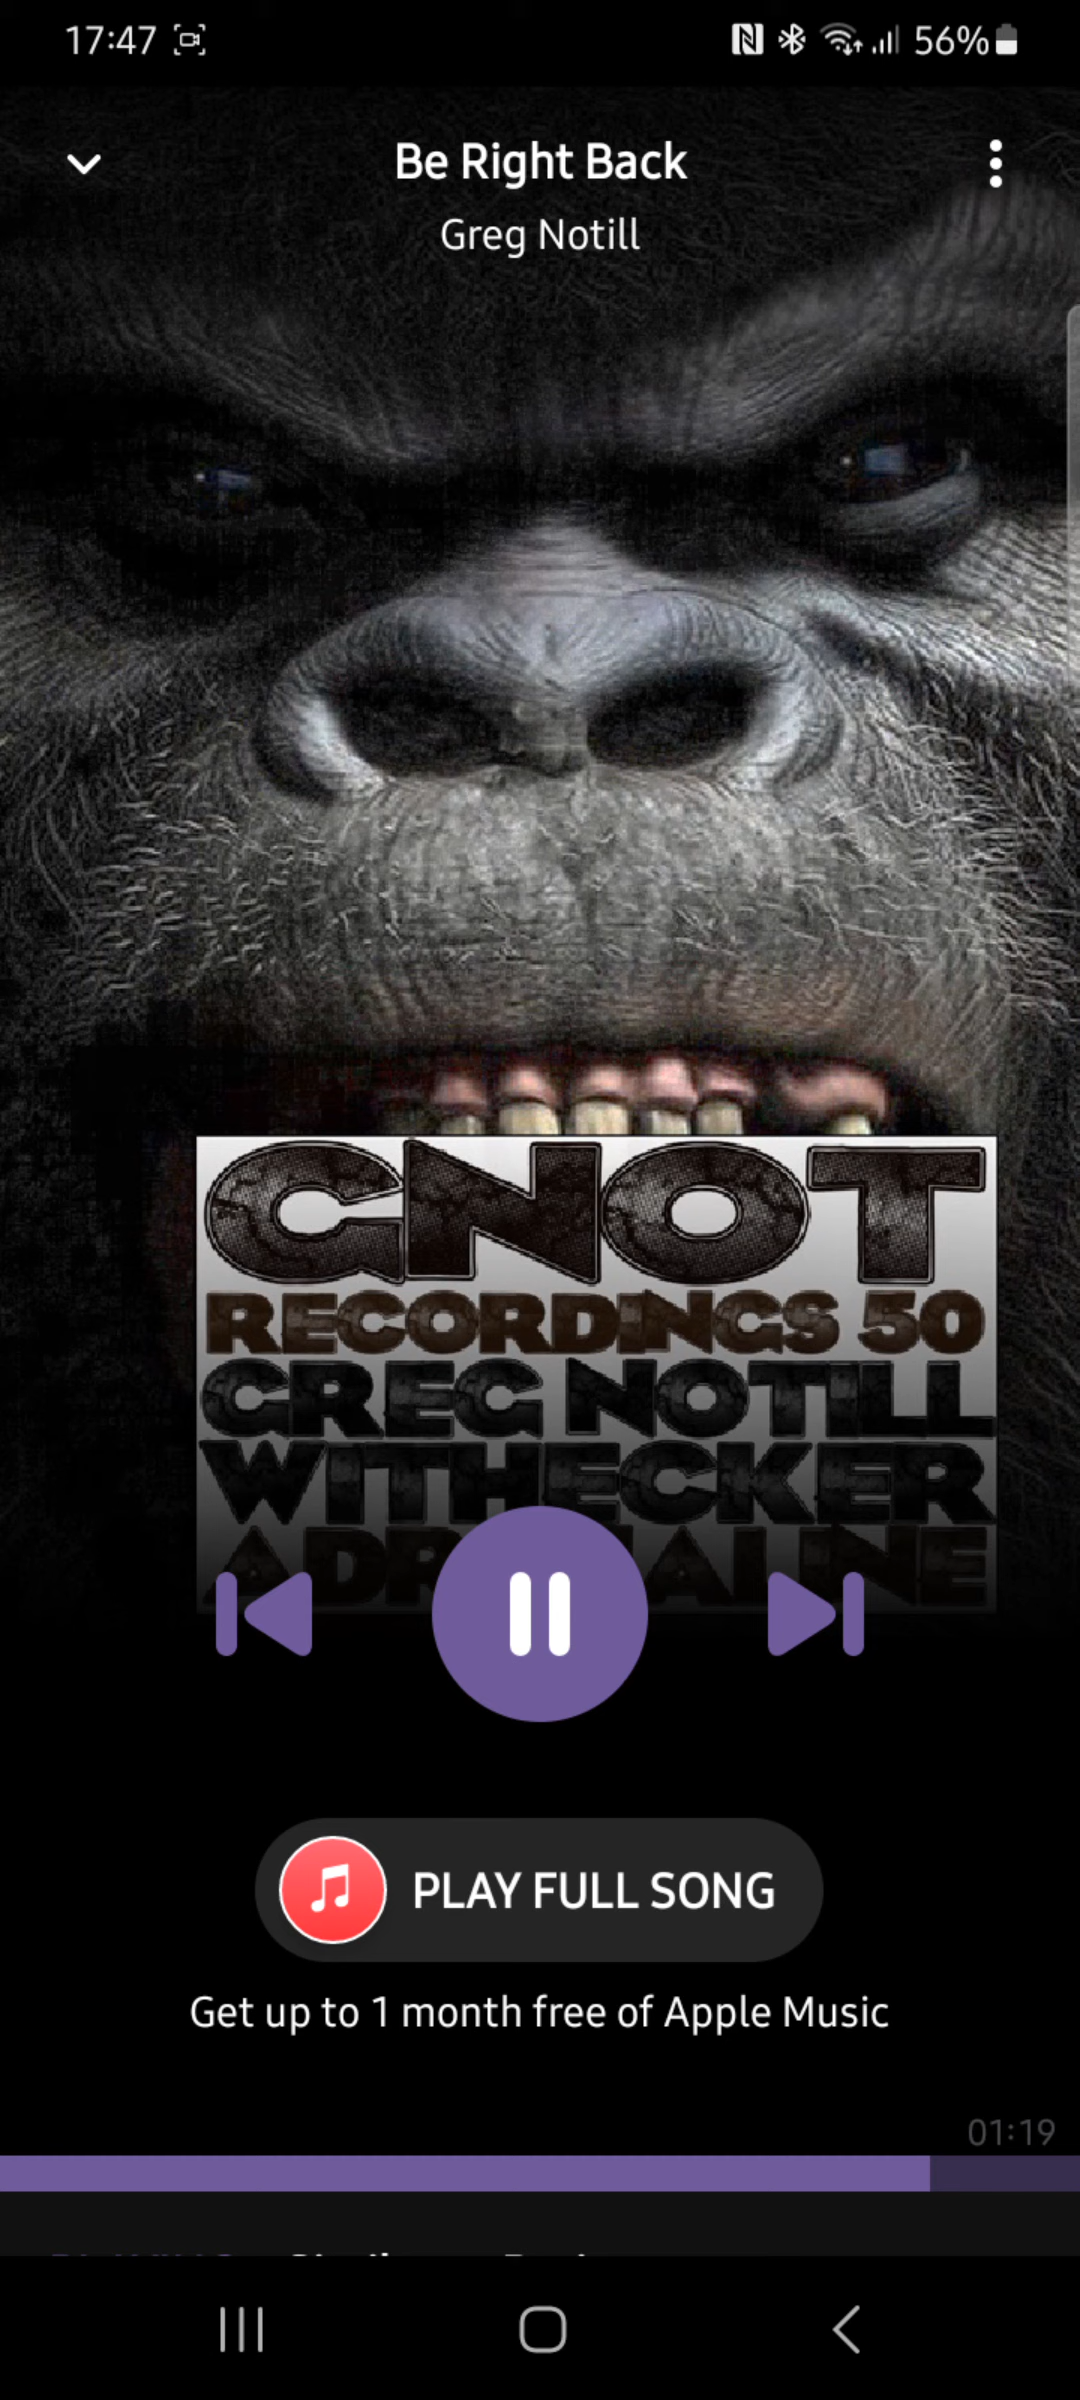 17:47
56%
Be Right Back
Greg Notill
GNOT
RECORDINGS 50
GREG NOTILL
WITHECKER
PLAY FULL SONG
Get up to 1 month free of Apple Music
01:19